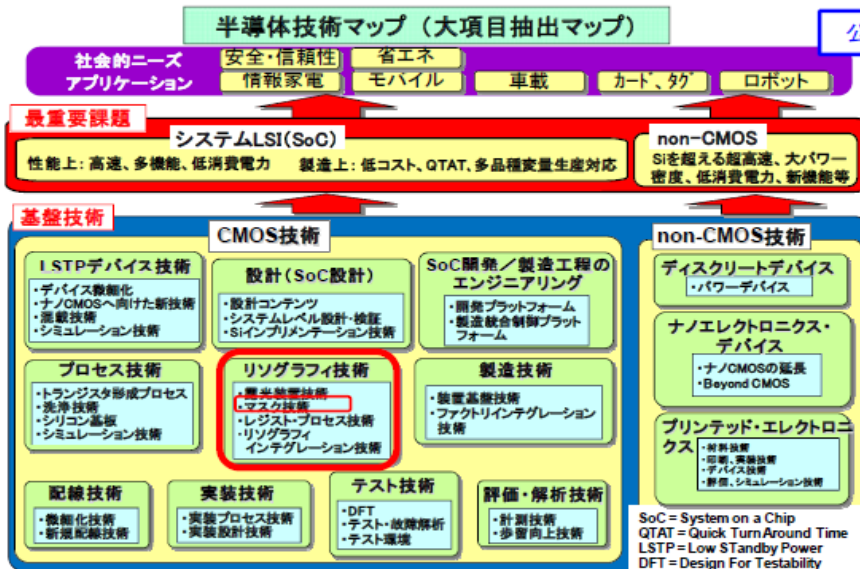 半導体技術マップ（大項目抽出マップ）
公
社会的ニーズ
アプリケーション
安全・信頼性
省エネ
情報家電
モバイル
車載
カード、タグ
ロボット
最重要課題
システムLSI(SoC)
性能上：高速、多機能、低消費電力　製造上：低コスト、QTAT、多品種変量生産対応
non-CMOS
Siを超える超高速、大パワー
密度、低消費電力、新機能等
基盤技術
CMOS技術
LSTPデバイス技術
・デバイス微細化
・ナノCMOSへ向けた新技術
・混載技術
・シミュレーション技術
設計（SoC設計）
・設計コンテンツ
・システムレベル設計・検証
・Siインプリメンテーション技術
SoC開発／製造工程の
エンジニアリング
・開発プラットフォーム
・製造統合制御プラット
フォーム
プロセス技術
・トランジスタ形成プロセス
・洗浄技術
・シリコン基板
・シミュレーション技術
リソグラフィ技術
・露光装置技術
・マスク技術
・レジスト・プロセス技術
・リソグラフィ
インテグレーション技術
製造技術
・装置基盤技術
・ファクトリインテグレーション
技術
配線技術
・微細化技術
・新規配線技術
実装技術
・実装プロセス技術
・実装設計技術
テスト技術
・DFT
・テスト・故障解析
・テスト環境
評価・解析技術
・計測技術
・歩留向上技術
non-CMOS技術
ディスクリートデバイス
・パワーデバイス
ナノエレクトロニクス・
デバイス
・ナノCMOSの延長
・Beyond CMOS
プリンテッド・エレクトロニ
クス
・材料技術
・印刷、実装技術
・デバイス技術
・評価、シミュレーション技術
SoC = System on a Chip
QTAT = Quick Turn Around Time
LSTP = Low STandby Power
DFT = Design For Testability